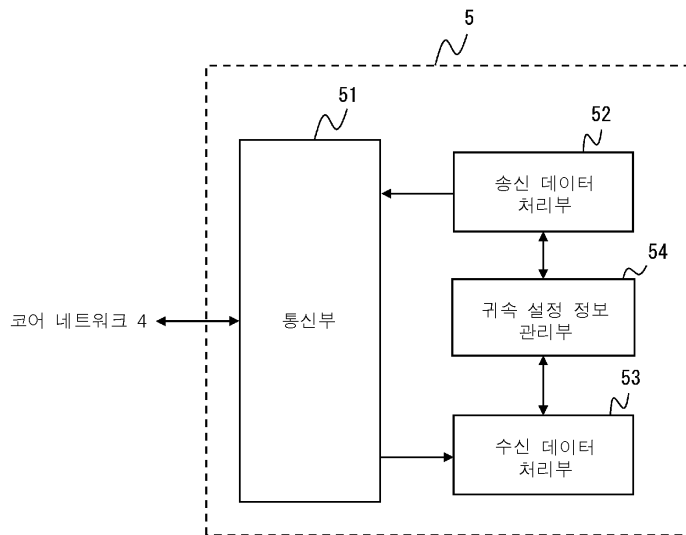 5
51
52
송신 데이터
처리부
54
코어 네트워크 4
통신부
귀속 설정 정보
관리부
53
수신 데이터
처리부